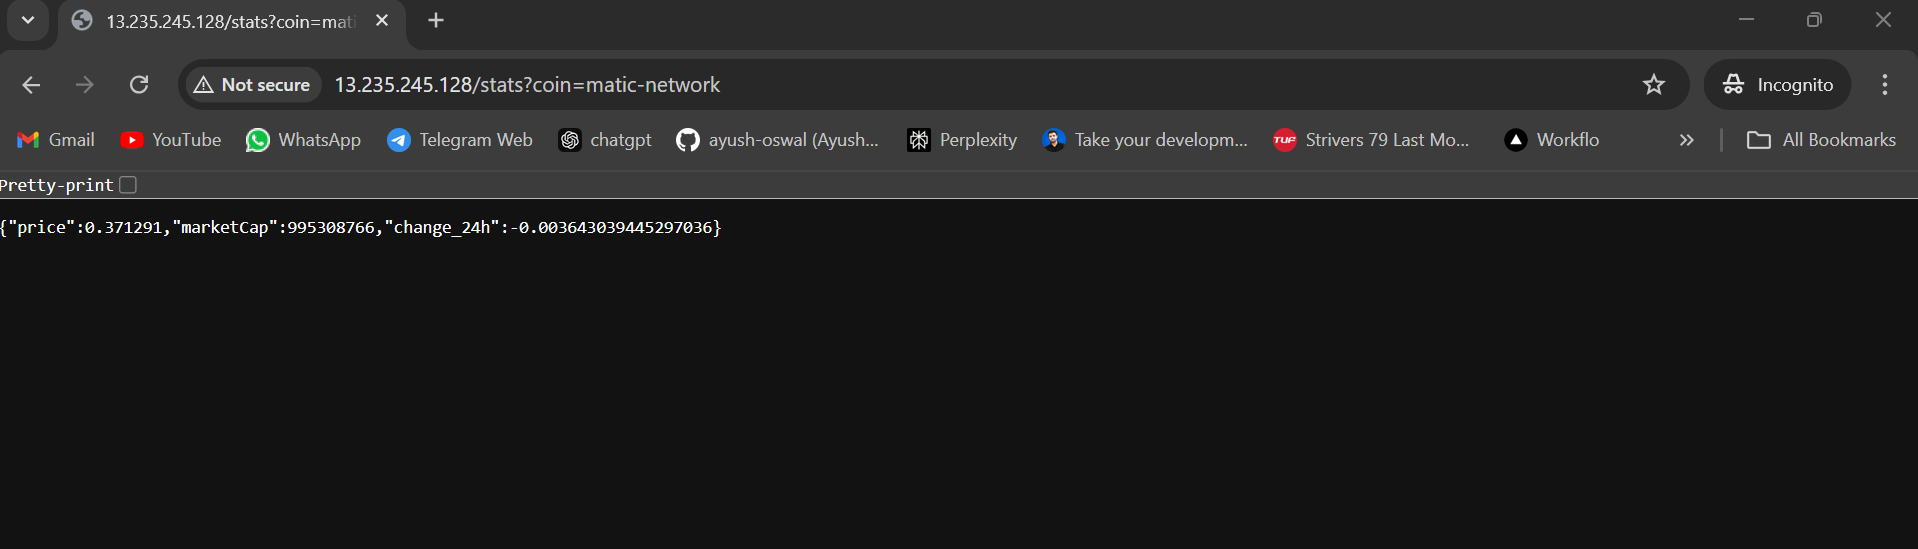 13.235.245.128/stats?coin=mati
Not secure 13.235.245.128/stats?coin=matic-network Incognito
Gmail YouTube WhatsApp Telegram Web chatgpt ayush-oswal (Ayush... Perplexity Take your developm... TUF Strivers 79 Last Mo... Workflo » All Bookmarks
Pretty-print
{"price":0.371291,"marketCap":995308766,"change_24h":-0.003643039445297036}